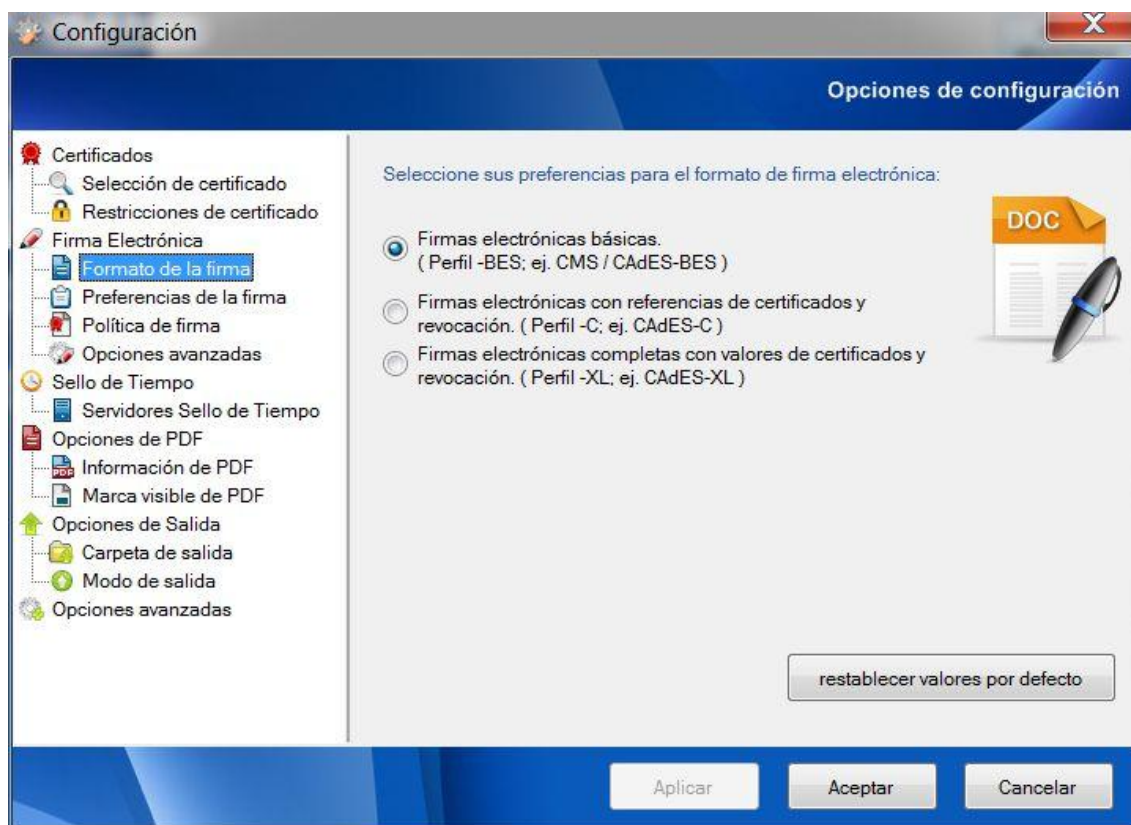 Configuración
X
Opciones de configuración
Certificados
Selección de certificado
Restricciones de certificado
Firma Electrónica
Formato de la firma
Preferencias de la firma
Política de firma
Opciones avanzadas
Sello de Tiempo
Servidores Sello de Tiempo
Opciones de PDF
PDF
Información de PDF
Marca visible de PDF
Opciones de Salida
Carpeta de salida
Modo de salida
Opciones avanzadas
Seleccione sus preferencias para el formato de firma electrónica:
Firmas electrónicas básicas.
( Perfil -BES; ej. CMS / CAdES-BES )
Firmas electrónicas con referencias de certificados y
revocación. ( Perfil -C; ej. CAdES-C )
Firmas electrónicas completas con valores de certificados y
revocación. ( Perfil -XL; ej. CAdES-XL )
DOC
restablecer valores por defecto
Aplicar
Aceptar
Cancelar